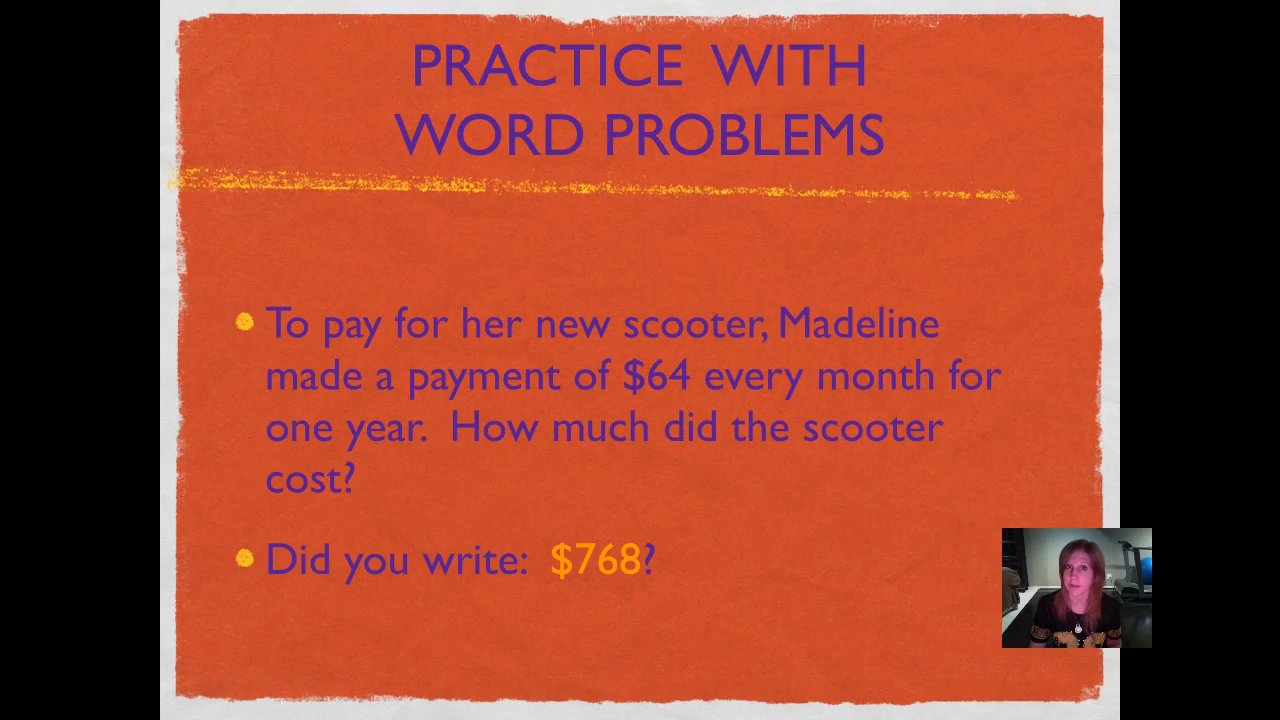 PRACTICE WITH
WORD PROBLEMS
To pay for her new scooter, Madeline
made a payment of $64 every month for
one year. How much did the scooter
cost?
Did you write: $768?